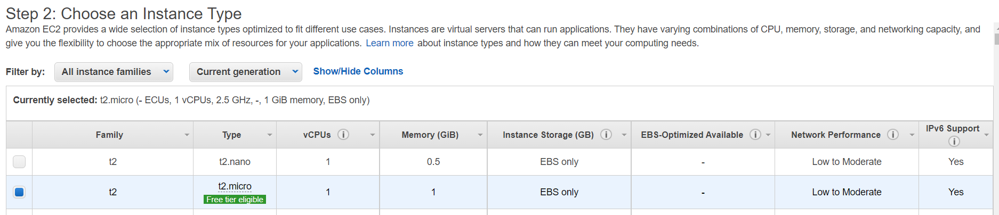 Step 2: Choose an Instance Type
Amazon EC2 provides a wide selection of instance types optimized to fit different use cases. Instances are virtual servers that can run applications. They have varying combinations of CPU, memory, storage, and networking capacity, and
give you the flexibility to choose the appropriate mix of resources for your applications. Learn more about instance types and how they can meet your computing needs.
Filter by: All instance families Current generation Show/Hide Columns
Currently selected: t2.micro (- ECUs, 1 vCPUs, 2.5 GHz, -, 1 GiB memory, EBS only)
Family Type vCPUs Memory (GiB) Instance Storage (GB) EBS-Optimized Available Network Performance IPv6 Support
t2 t2.nano 1 0.5 EBS only - Low to Moderate Yes
t2 t2.micro 1 1 EBS only - Low to Moderate Yes
Free tier eligible